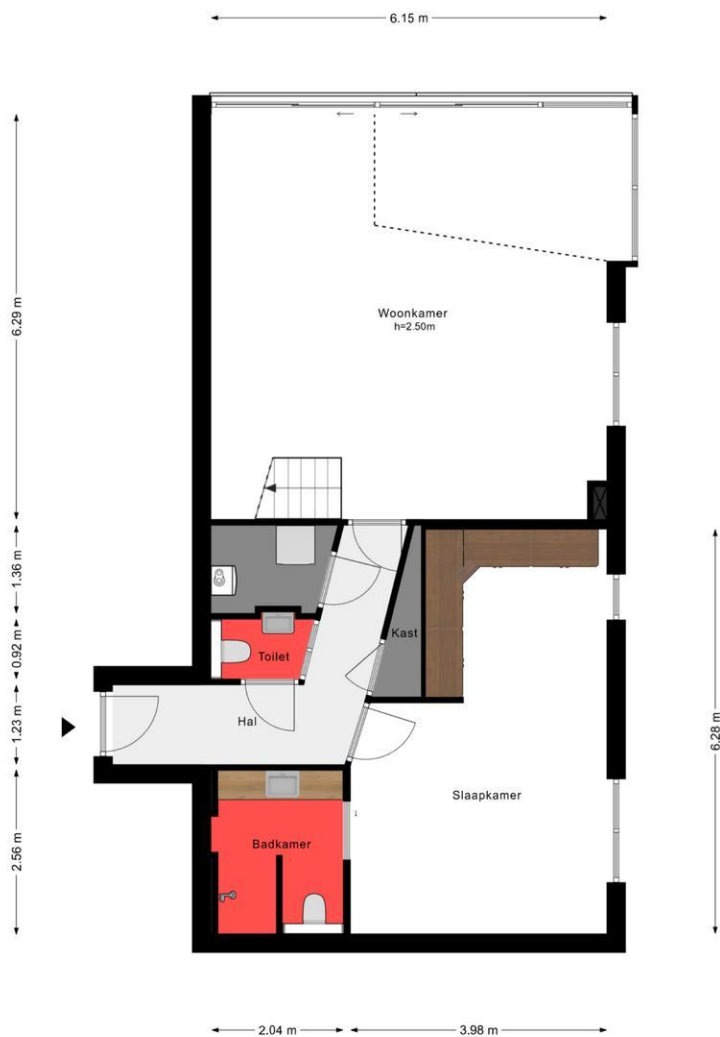 6.15 m
6.29 m
Woonkamer
h=2.50m
1.36 m
0.92 m
1.23 m
2.56 m
Kast
Toilet
Hal
Slaapkamer
Badkamer
6.28 m
2.04 m
3.98 m